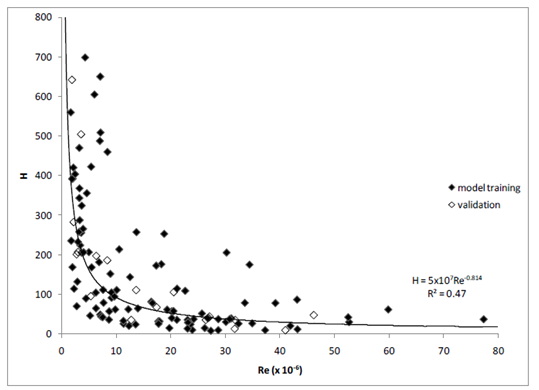 800
700
600
500
400
300
200
100
0
H
0 10 20 30 40 50 60 70 80
Re (x 10⁻⁶)
model training
validation
H = 5x10⁷Re⁻⁰·⁸¹⁴
R² = 0.47